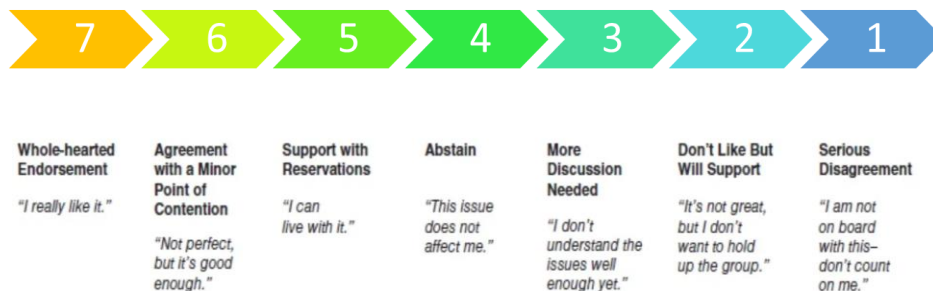 7 6 5 4 3 2 1
Whole-hearted
Endorsement
"I really like it."
Agreement
with a Minor
Point of
Contention
"Not perfect,
but it's good
enough."
Support with
Reservations
"I can
live with it."
Abstain
"This issue
does not
affect me."
More
Discussion
Needed
"I don't
understand the
issues well
enough yet."
Don't Like But
Will Support
"It's not great,
but I don't
want to hold
up the group."
Serious
Disagreement
"I am not
on board
with this–
don't count
on me."